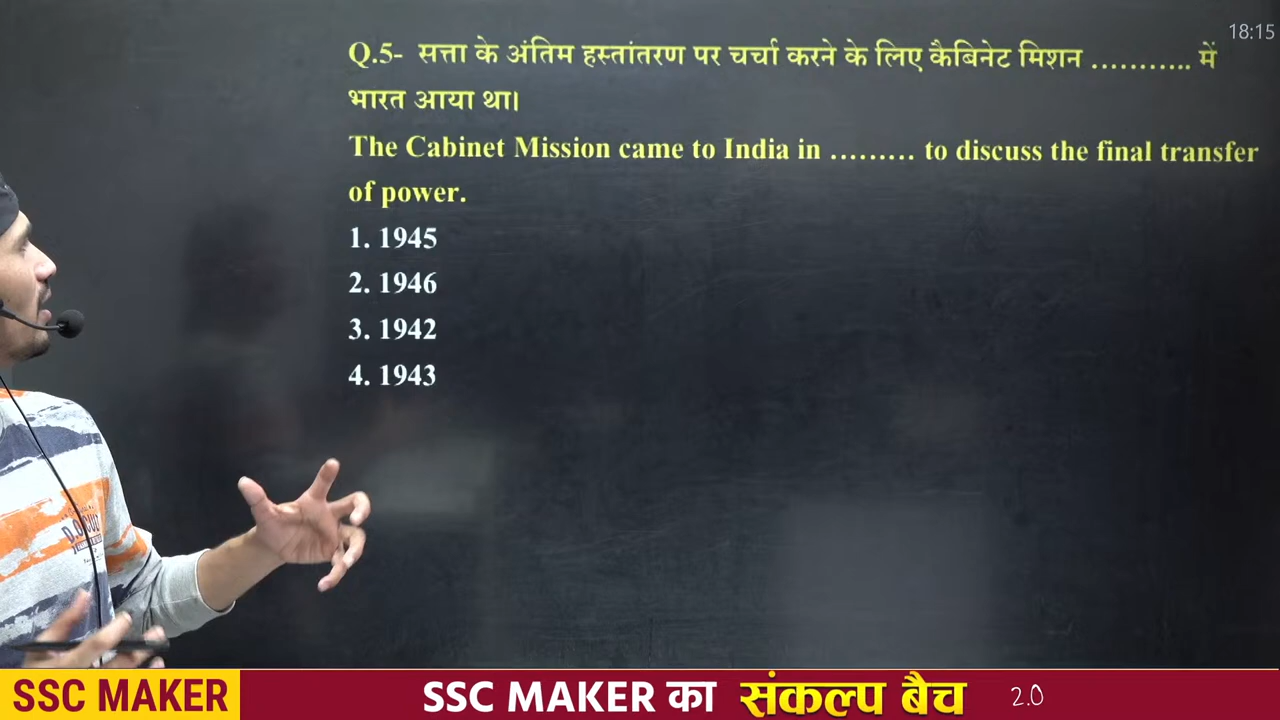 18:15
Q.5- सत्ता के अंतिम हस्तांतरण पर चर्चा करने के लिए कैबिनेट मिशन ……….. में
भारत आया था।
The Cabinet Mission came to India in ……… to discuss the final transfer
of power.
1. 1945
2. 1946
3. 1942
4. 1943
SSC MAKER
SSC MAKER का संकल्प बैच 2.0